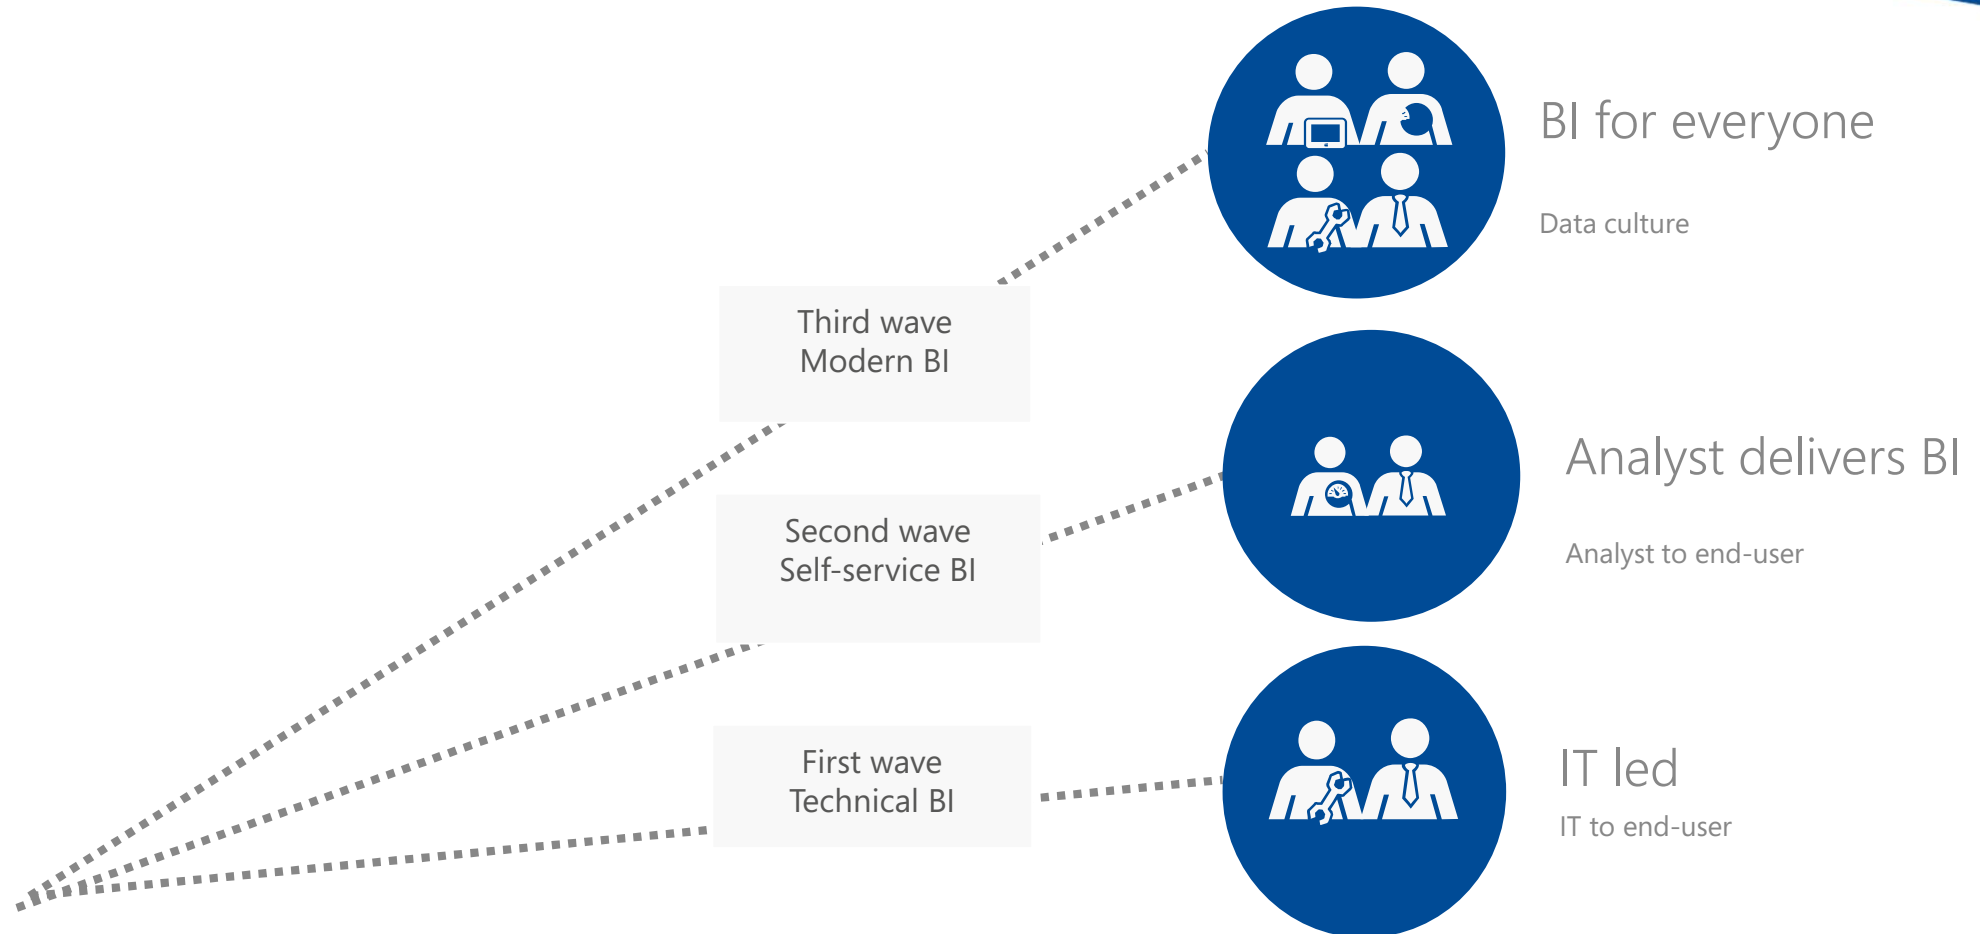 BI for everyone
Data culture
Third wave
Modern BI
Analyst delivers BI
Analyst to end-user
Second wave
Self-service BI
IT led
IT to end-user
First wave
Technical BI